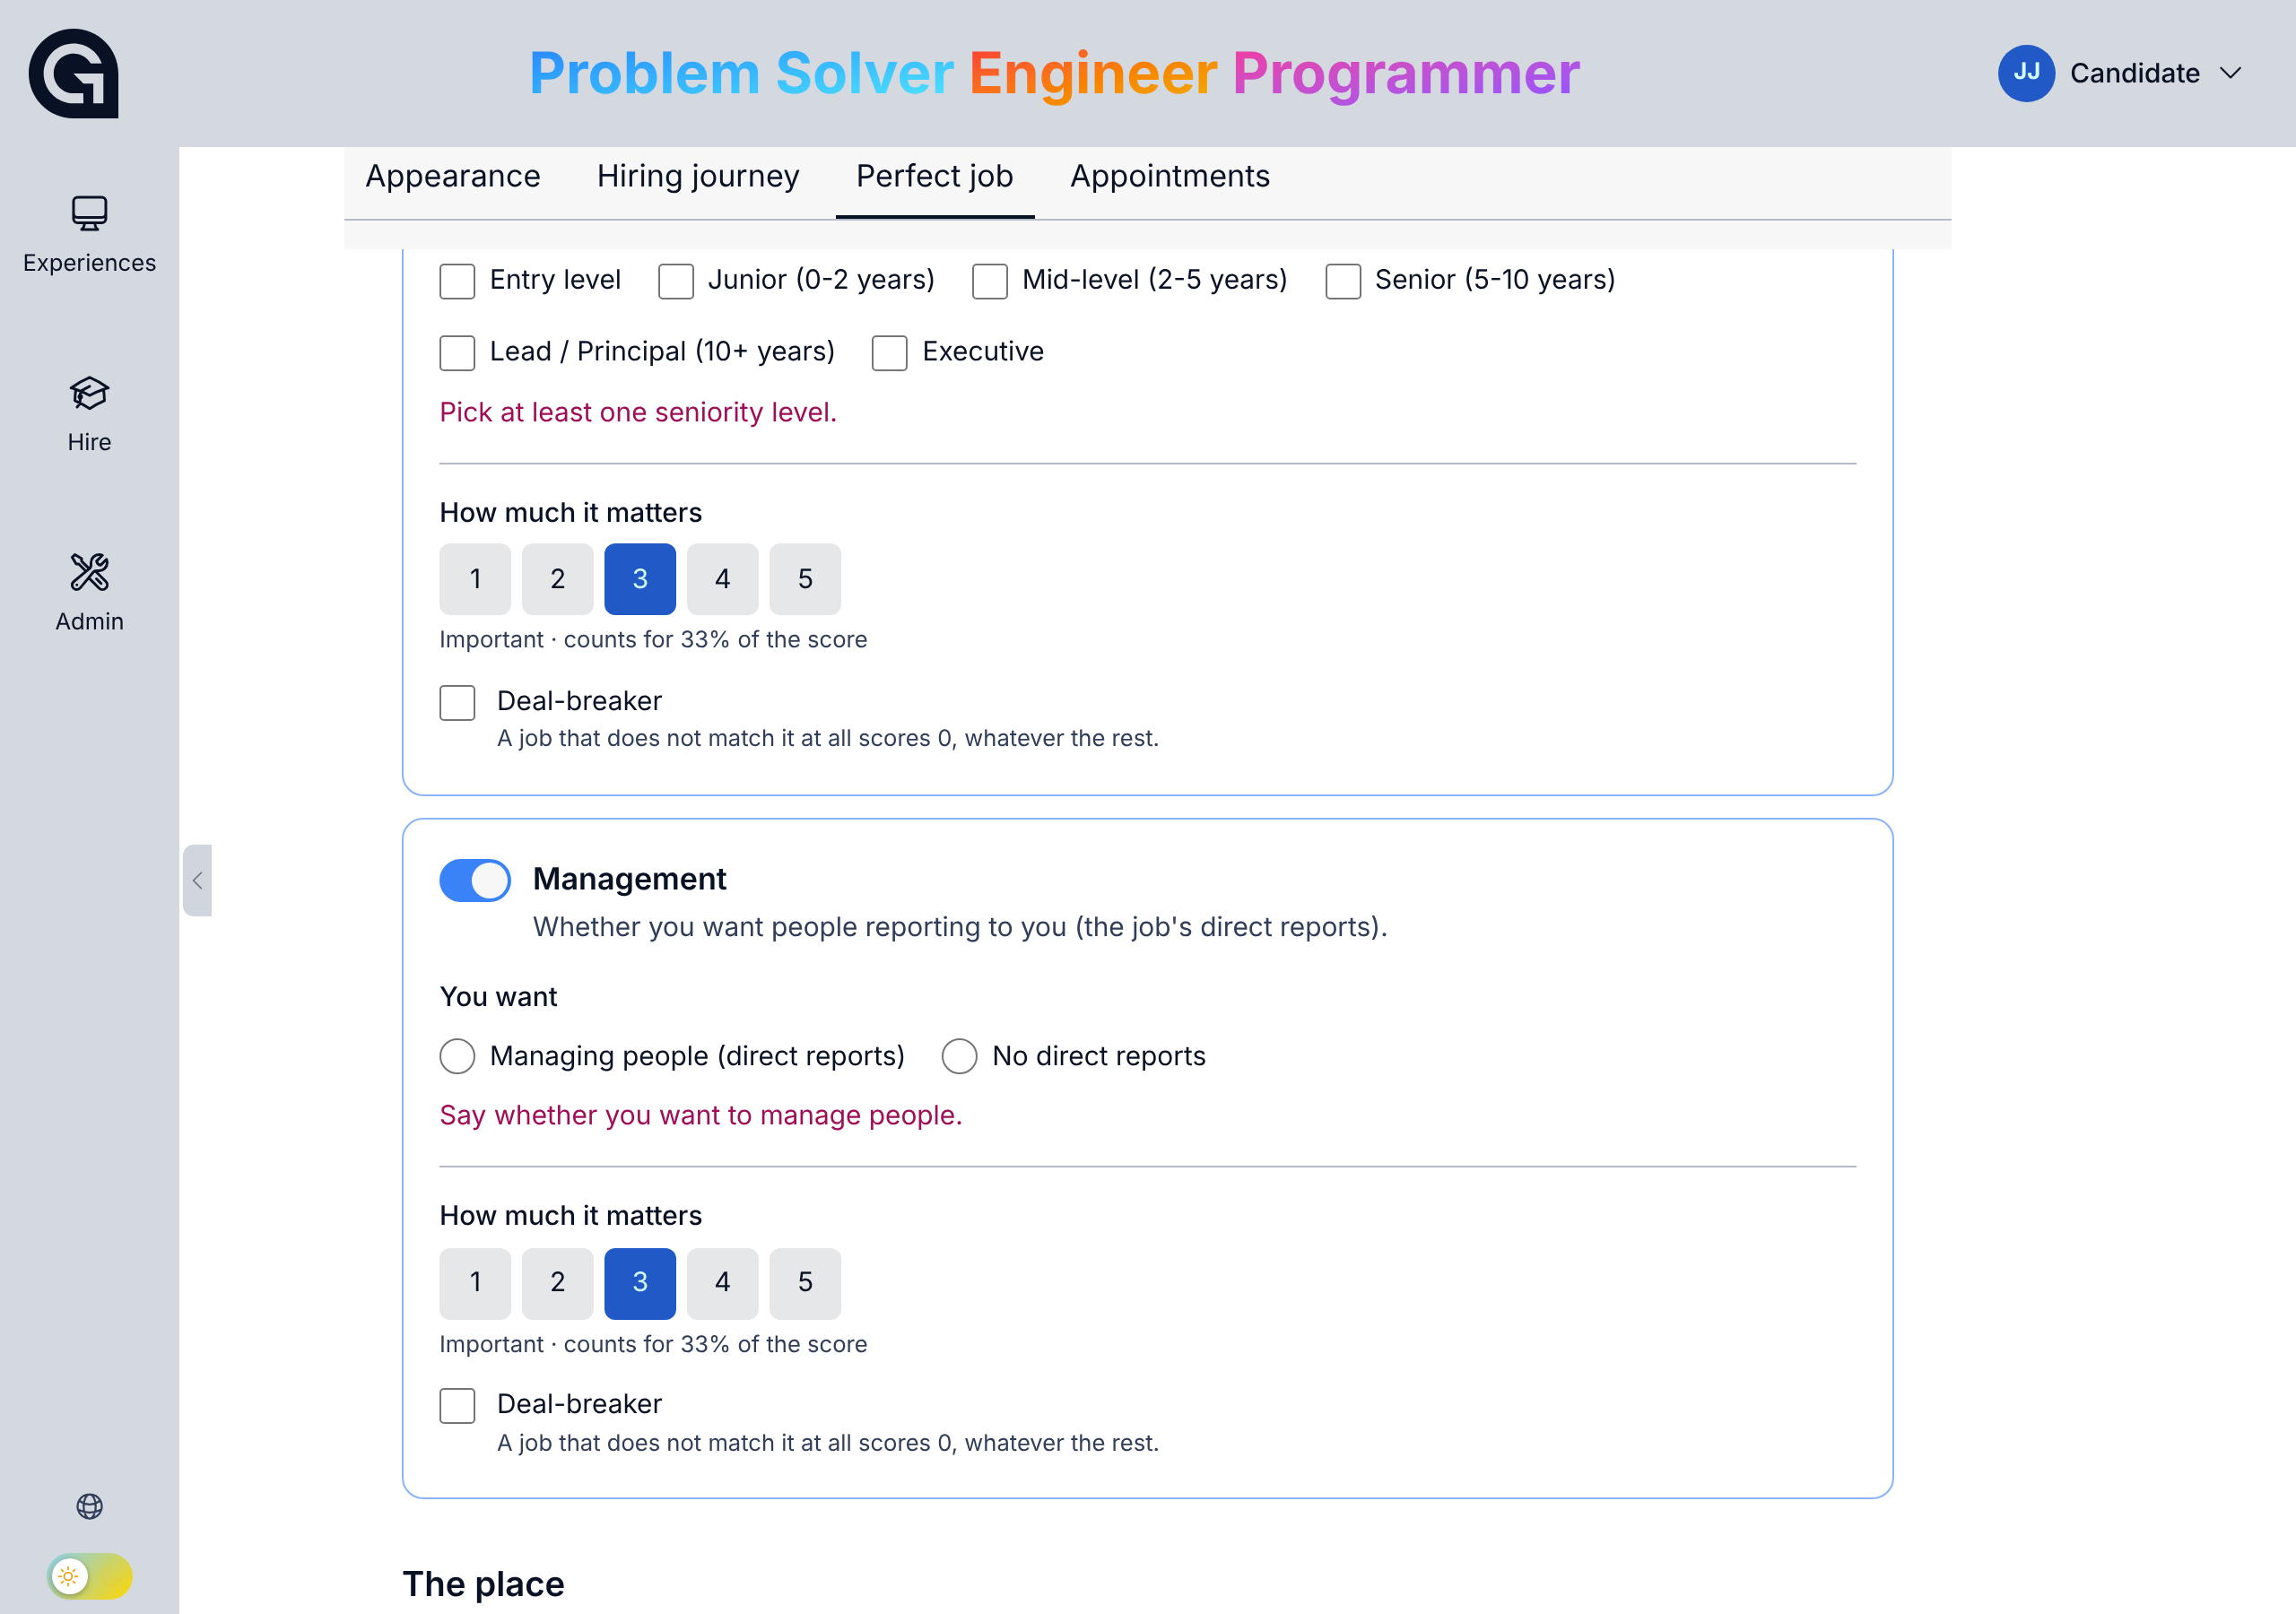 Problem Solver Engineer Programmer
JJ Candidate
Experiences
Hire
Admin
Appearance Hiring journey Perfect job Appointments
Entry level Junior (0-2 years) Mid-level (2-5 years) Senior (5-10 years)
Lead / Principal (10+ years) Executive
Pick at least one seniority level.
How much it matters
1 2 3 4 5
Important · counts for 33% of the score
Deal-breaker
A job that does not match it at all scores 0, whatever the rest.
Management
Whether you want people reporting to you (the job's direct reports).
You want
Managing people (direct reports) No direct reports
Say whether you want to manage people.
How much it matters
1 2 3 4 5
Important · counts for 33% of the score
Deal-breaker
A job that does not match it at all scores 0, whatever the rest.
The place